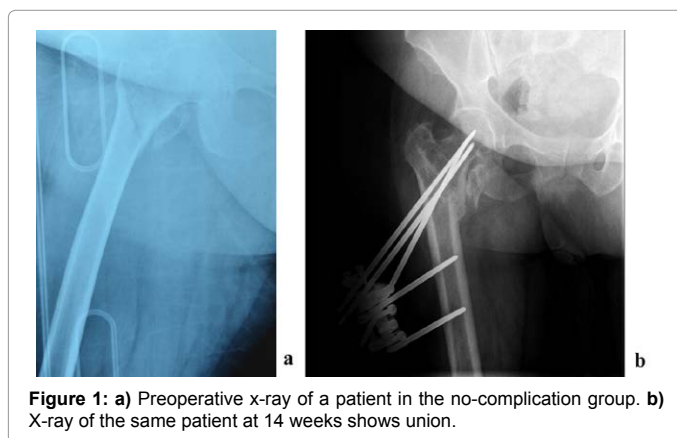 a
b
Figure 1: a) Preoperative x-ray of a patient in the no-complication group. b)
X-ray of the same patient at 14 weeks shows union.